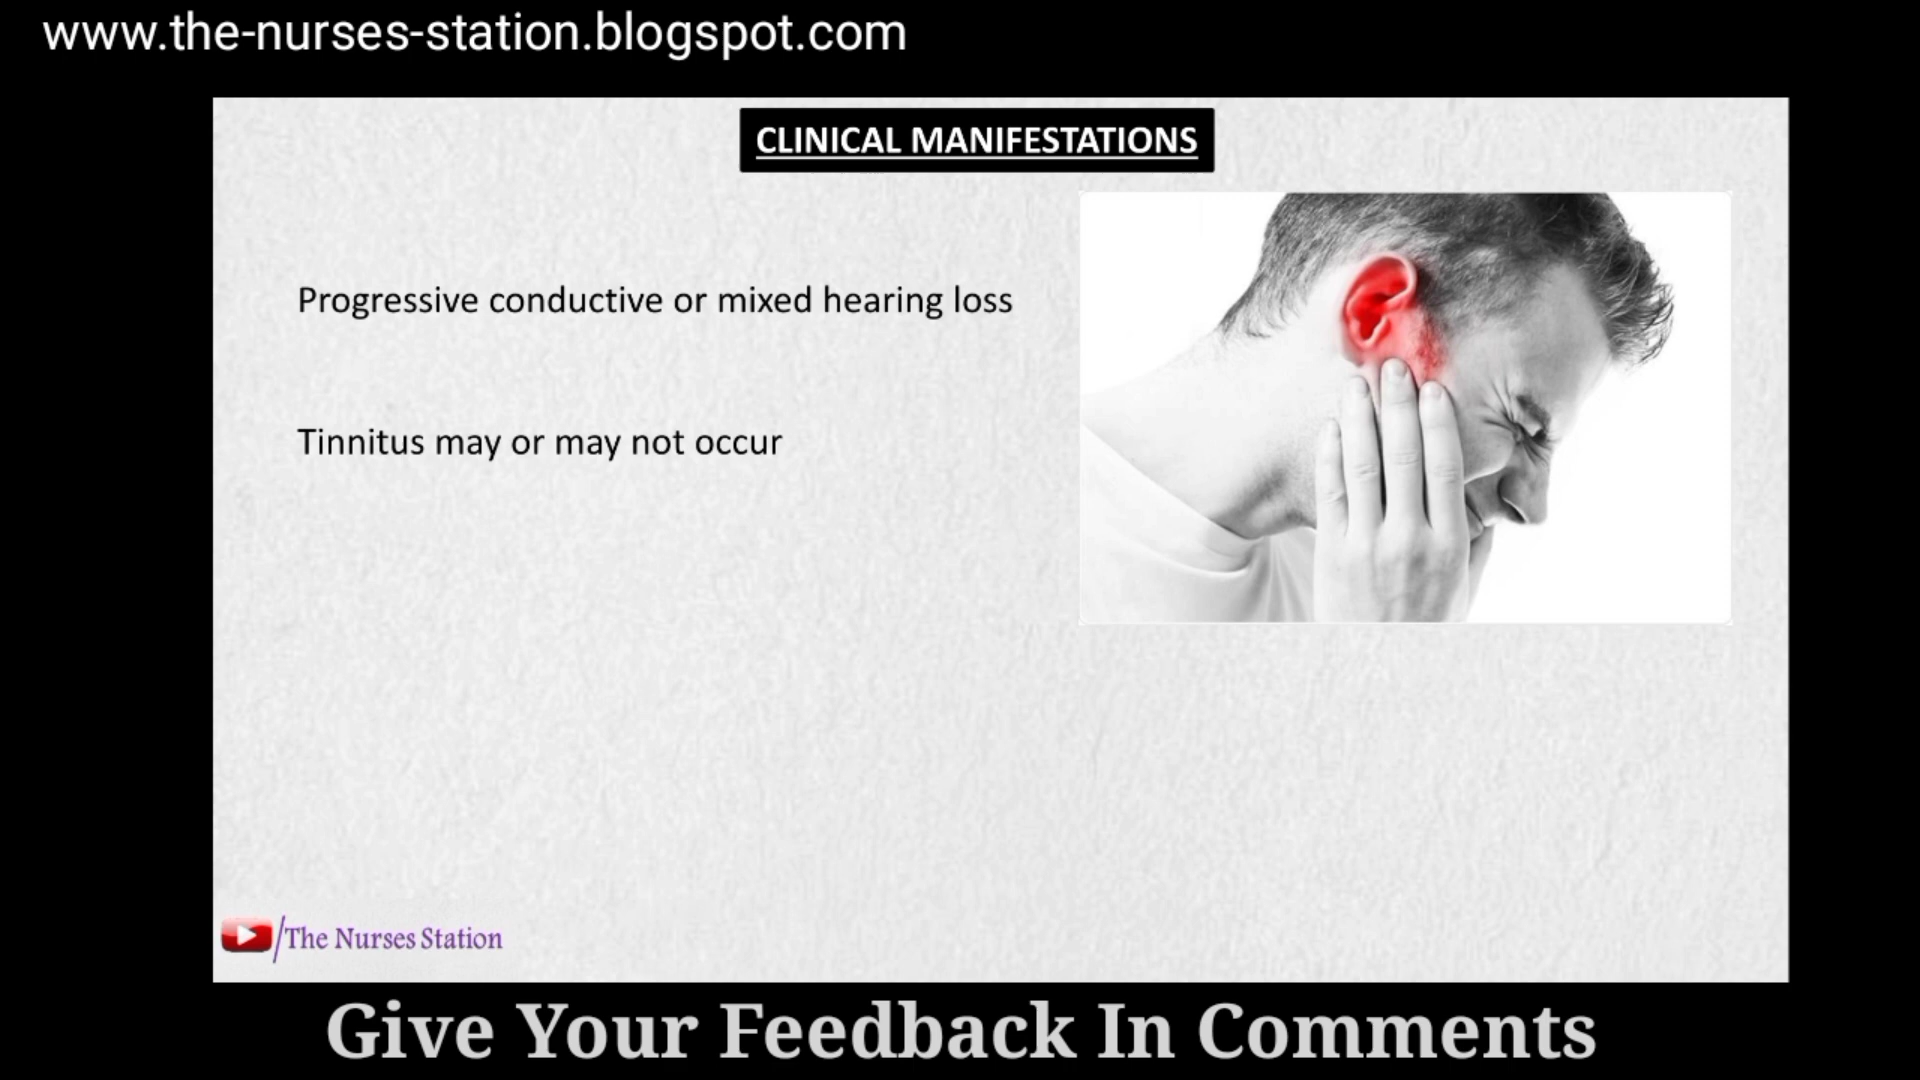 www.the-nurses-station.blogspot.com
CLINICAL MANIFESTATIONS
Progressive conductive or mixed hearing loss
Tinnitus may or may not occur
/The Nurses Station
Give Your Feedback In Comments